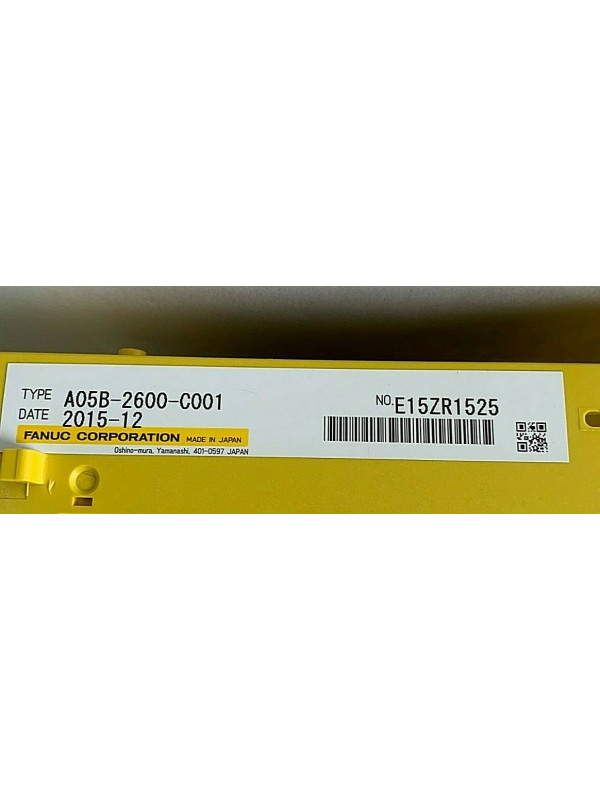 TYPE A05B-2600-C001
DATE 2015-12
FANUC CORPORATION MADE IN JAPAN
Oshino-mura, Yamanashi, 401-0597 JAPAN
NO. E15ZR1525